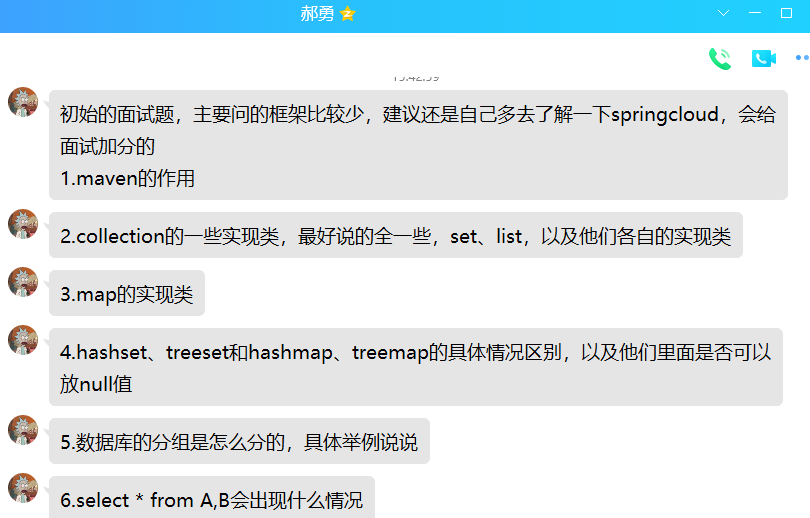 郝勇
初始的面试题，主要问的框架比较少，建议还是自己多去了解一下springcloud，会给
面试加分的
1.maven的作用
2.collection的一些实现类，最好说的全一些，set、list，以及他们各自的实现类
3.map的实现类
4.hashset、treeset和hashmap、treemap的具体情况区别，以及他们里面是否可以
放null值
5.数据库的分组是怎么分的，具体举例说说
6.select * from A,B会出现什么情况